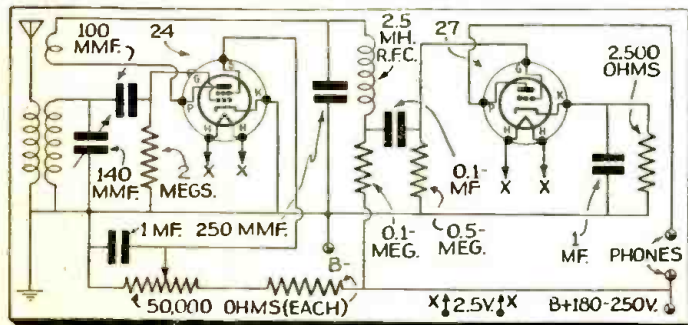 100
MMF.
24
G
G
P
K
H
H
X
X
2.5
MH.
R.F.C.
27
G
P
K
H
H
X
X
2.500
OHMS
140
MMF.
2
MEGS.
0.1-
MF.
1 MF.
250 MMF.
B-
0.1-
MEG.
0.5-
MEG.
1
MF.
PHONES
50,000 OHMS (EACH)
X 2.5V. X
B+180-250V.